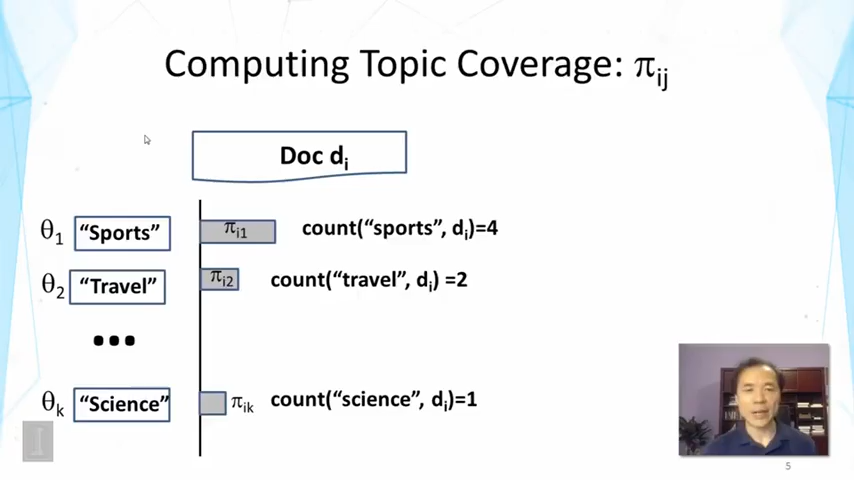 Computing Topic Coverage: πij
Doc di
θ1 “Sports” πi1 count(“sports”, di)=4
θ2 “Travel” πi2 count(“travel”, di) =2
•••
θk “Science” πik count(“science”, di)=1
I
5